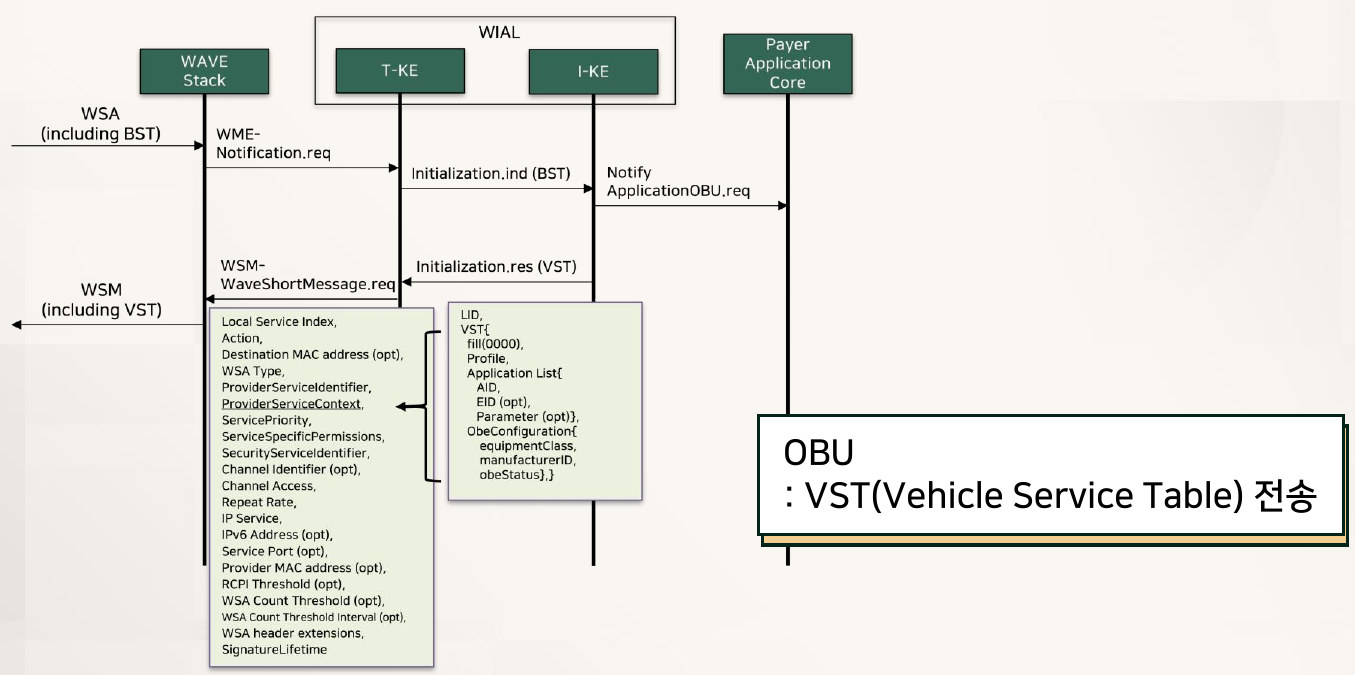 WIAL
WAVE
Stack
T-KE
I-KE
Payer
Application
Core
WSA
(including BST)
WME-
Notification.req
Initialization.ind (BST)
Notify
ApplicationOBU.req
WSM-
WaveShortMessage.req
Initialization.res (VST)
WSM
(including VST)
Local Service Index,
Action,
Destination MAC address (opt),
WSA Type,
ProviderServiceIdentifier,
ProviderServiceContext,
ServicePriority,
ServiceSpecificPermissions,
SecurityServiceIdentifier,
Channel Identifier (opt),
Channel Access,
Repeat Rate,
IP Service,
IPv6 Address (opt),
Service Port (opt),
Provider MAC address (opt),
RCPI Threshold (opt),
WSA Count Threshold (opt),
WSA Count Threshold Interval (opt),
WSA header extensions,
SignatureLifetime
LID,
VST{
fill(0000),
Profile,
Application List{
AID,
EID (opt),
Parameter (opt)},
ObeConfiguration{
equipmentClass,
manufacturerID,
obeStatus},}
OBU
: VST(Vehicle Service Table) 전송